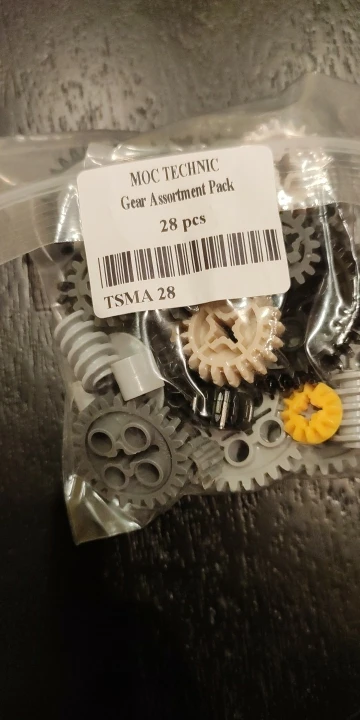 MOC TECHNIC
Gear Assortment Pack
28 pcs
TSMA 28